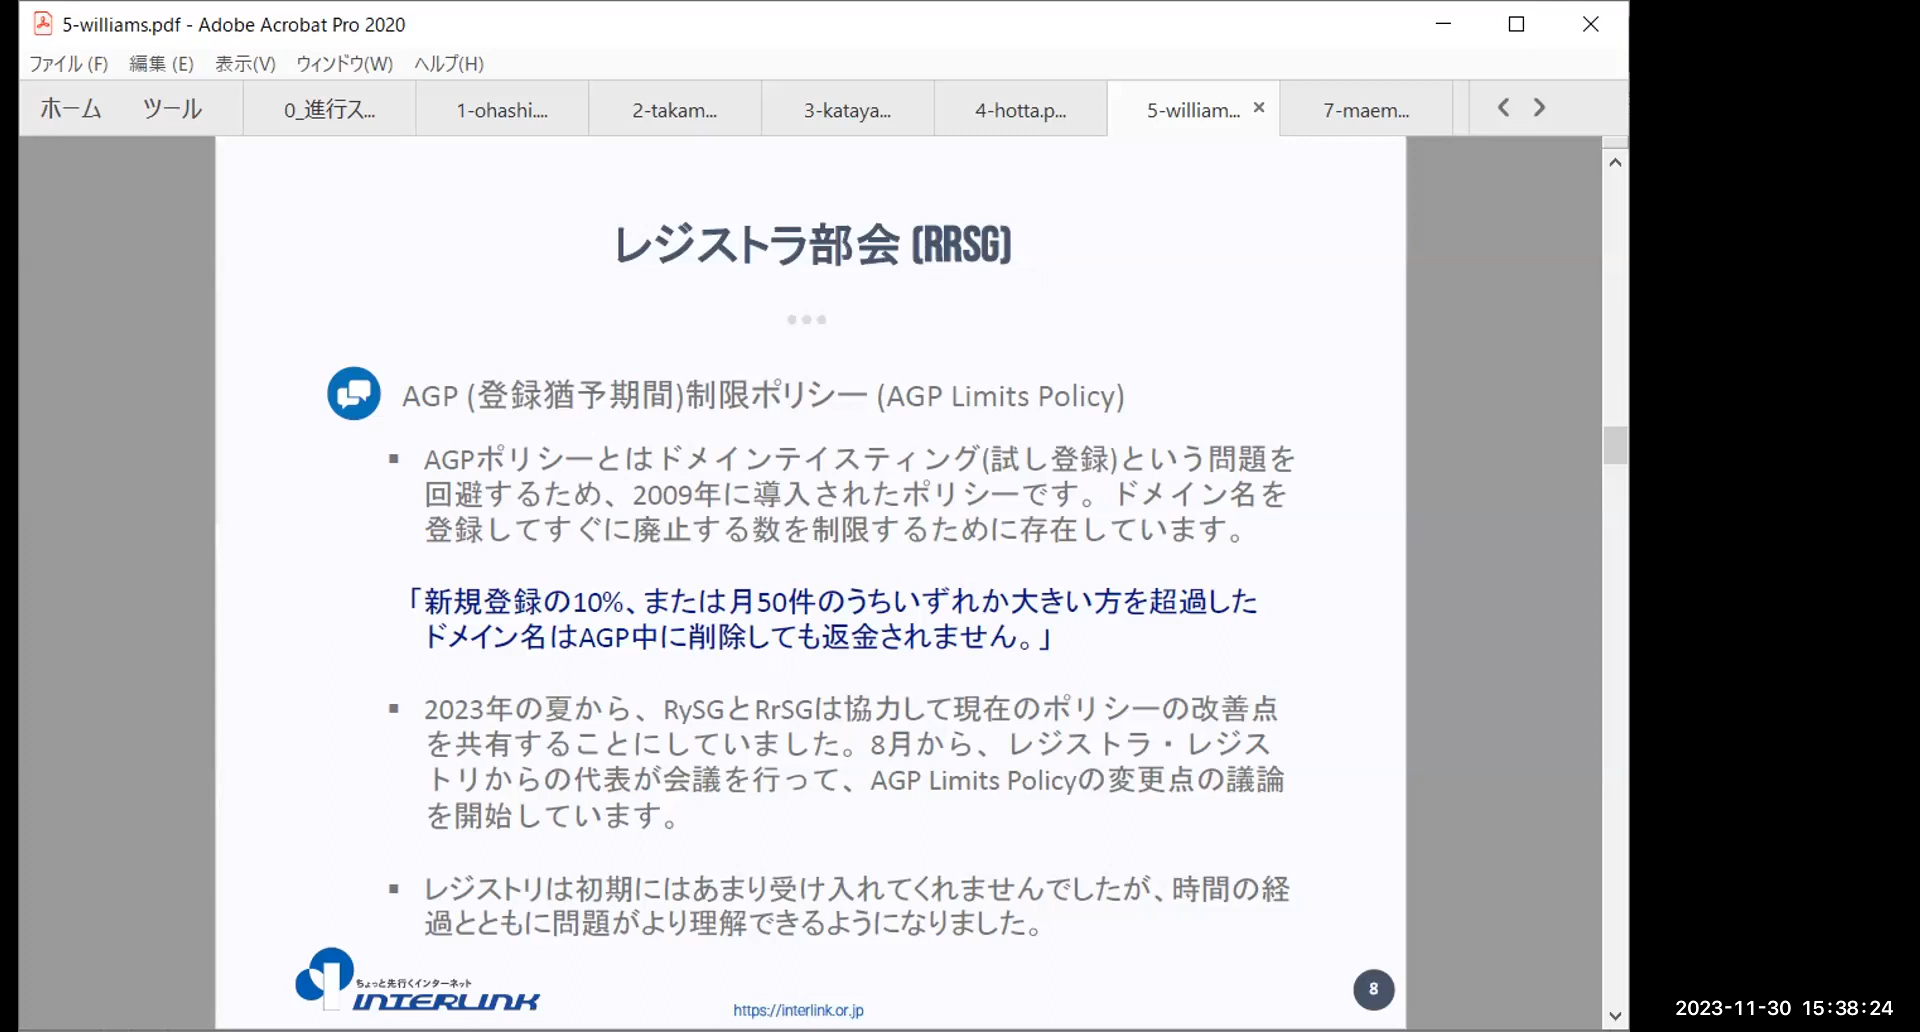 5-williams.pdf - Adobe Acrobat Pro 2020
ファイル (F) 編集 (E) 表示(V) ウィンドウ(W) ヘルプ(H)
ホーム ツール 0_進行ス... 1-ohashi.... 2-takam... 3-kataya... 4-hotta.p... 5-william... × 7-maem...
レジストラ部会 (RRSG)
AGP (登録猶予期間)制限ポリシー (AGP Limits Policy)
▪ AGPポリシーとはドメインテイスティング(試し登録)という問題を
回避するため、2009年に導入されたポリシーです。ドメイン名を
登録してすぐに廃止する数を制限するために存在しています。
「新規登録の10%、または月50件のうちいずれか大きい方を超過した
ドメイン名はAGP中に削除しても返金されません。」
▪ 2023年の夏から、RySGとRrSGは協力して現在のポリシーの改善点
を共有することにしていました。8月から、レジストラ・レジス
トリからの代表が会議を行って、AGP Limits Policyの変更点の議論
を開始しています。
▪ レジストリは初期にはあまり受け入れてくれませんでしたが、時間の経
過とともに問題がより理解できるようになりました。
ちょっと先行くインターネット
INTERLINK
https://interlink.or.jp
8
2023-11-30 15:38:24